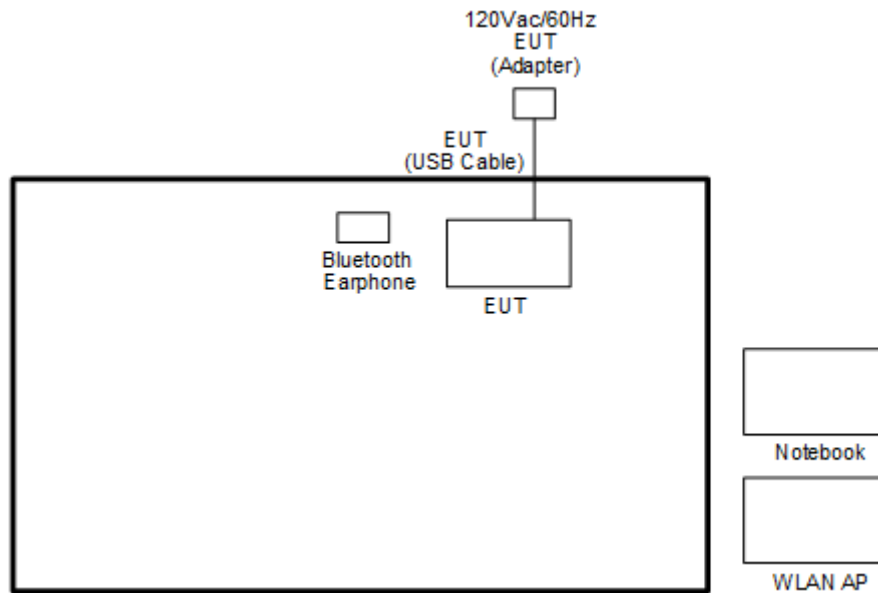 120Vac/60Hz
EUT
(Adapter)
EUT
(USB Cable)
Bluetooth
Earphone
EUT
Notebook
WLAN AP